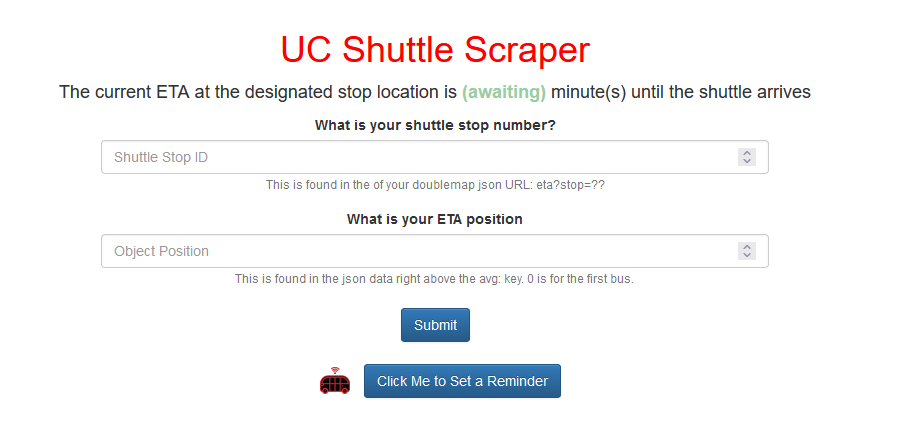 UC Shuttle Scraper
The current ETA at the designated stop location is (awaiting) minute(s) until the shuttle arrives
What is your shuttle stop number?
Shuttle Stop ID
This is found in the of your doublemap json URL: eta?stop=??
What is your ETA position
Object Position
This is found in the json data right above the avg: key. 0 is for the first bus.
Submit
Click Me to Set a Reminder